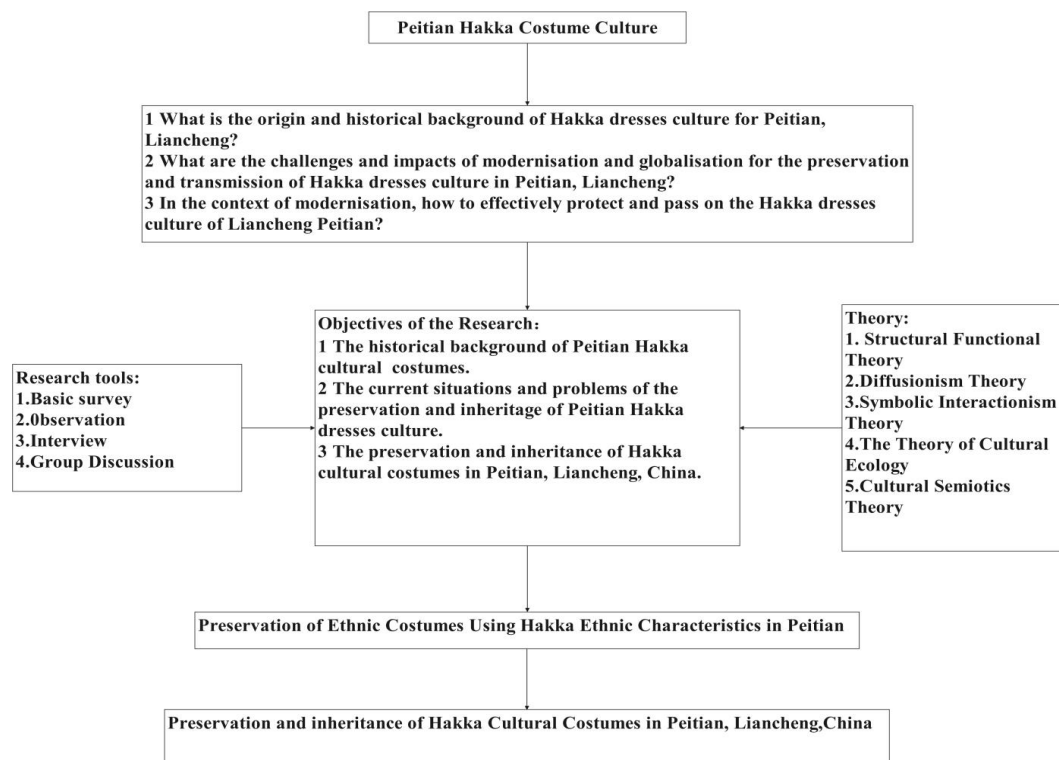 Peitian Hakka Costume Culture
1 What is the origin and historical background of Hakka dresses culture for Peitian,
Liancheng?
2 What are the challenges and impacts of modernisation and globalisation for the preservation
and transmission of Hakka dresses culture in Peitian, Liancheng?
3 In the context of modernisation, how to effectively protect and pass on the Hakka dresses
culture of Liancheng Peitian?
Research tools:
1.Basic survey
2.0bservation
3.Interview
4.Group Discussion
Objectives of the Research：
1 The historical background of Peitian Hakka
cultural costumes.
2 The current situations and problems of the
preservation and inheritage of Peitian Hakka
dresses culture.
3 The preservation and inheritance of Hakka
cultural costumes in Peitian, Liancheng, China.
Theory:
1. Structural Functional
Theory
2.Diffusionism Theory
3.Symbolic Interactionism
Theory
4.The Theory of Cultural
Ecology
5.Cultural Semiotics
Theory
Preservation of Ethnic Costumes Using Hakka Ethnic Characteristics in Peitian
Preservation and inheritance of Hakka Cultural Costumes in Peitian, Liancheng,China